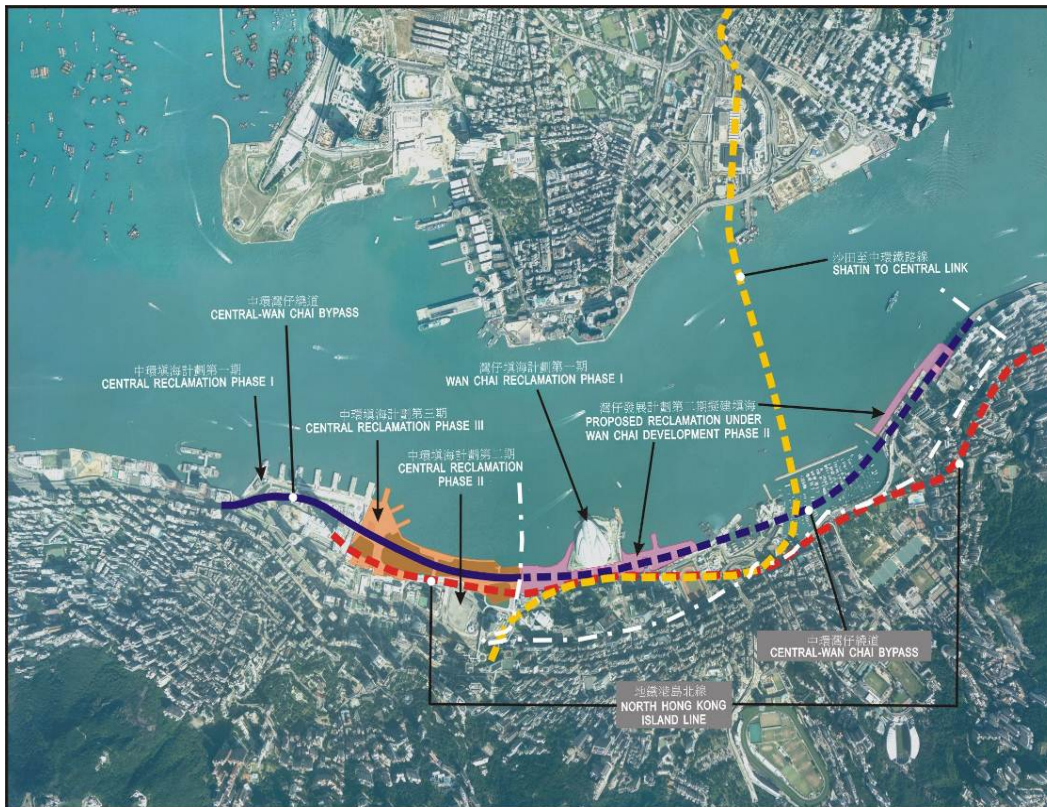 沙田至中環鐵路線
SHATIN TO CENTRAL LINK
中環灣仔繞道
CENTRAL-WAN CHAI BYPASS
中環填海計劃第一期
CENTRAL RECLAMATION PHASE I
灣仔填海計劃第一期
WAN CHAI RECLAMATION PHASE I
中環填海計劃第三期
CENTRAL RECLAMATION PHASE III
灣仔發展計劃第二期擬建填海
PROPOSED RECLAMATION UNDER
WAN CHAI DEVELOPMENT PHASE II
中環填海計劃第二期
CENTRAL RECLAMATION
PHASE II
中環灣仔繞道
CENTRAL-WAN CHAI BYPASS
地鐵港島北線
NORTH HONG KONG
ISLAND LINE